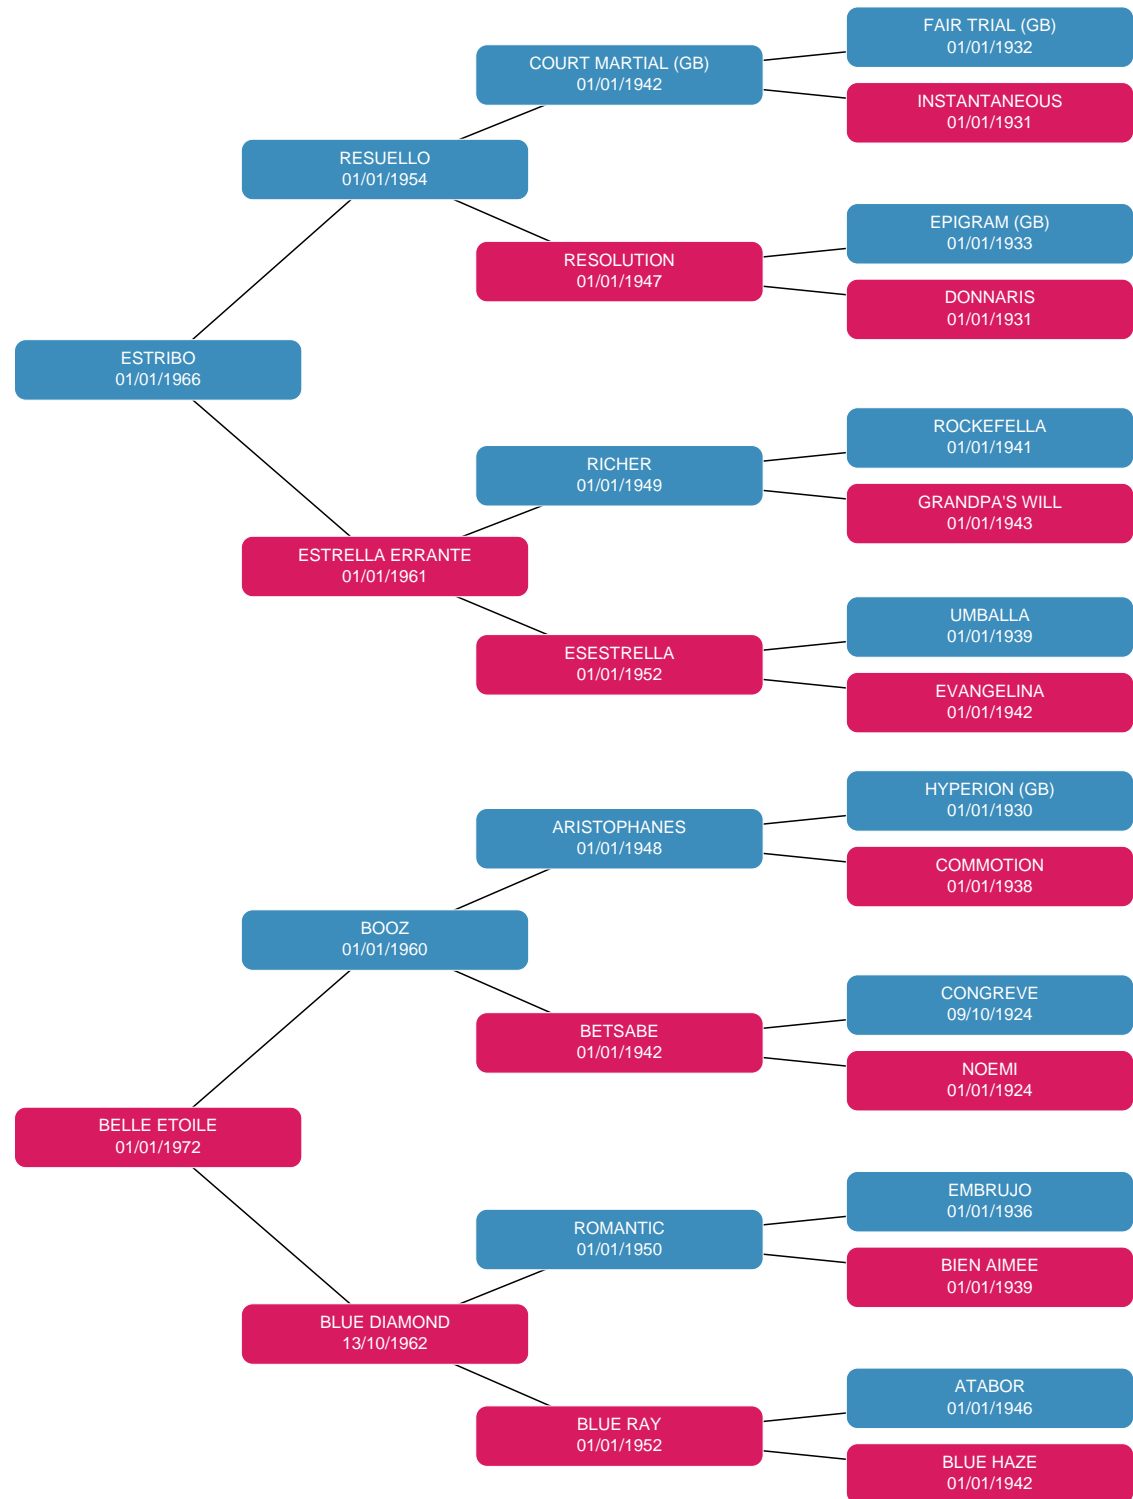 FAIR TRIAL (GB)
01/01/1932
COURT MARTIAL (GB)
01/01/1942
INSTANTANEOUS
01/01/1931
RESUELLO
01/01/1954
EPIGRAM (GB)
01/01/1933
RESOLUTION
01/01/1947
DONNARIS
01/01/1931
ESTRIBO
01/01/1966
ROCKEFELLA
01/01/1941
RICHER
01/01/1949
GRANDPA'S WILL
01/01/1943
ESTRELLA ERRANTE
01/01/1961
UMBALLA
01/01/1939
ESESTRELLA
01/01/1952
EVANGELINA
01/01/1942
HYPERION (GB)
01/01/1930
ARISTOPHANES
01/01/1948
COMMOTION
01/01/1938
BOOZ
01/01/1960
CONGREVE
09/10/1924
BETSABE
01/01/1942
NOEMI
01/01/1924
BELLE ETOILE
01/01/1972
EMBRUJO
01/01/1936
ROMANTIC
01/01/1950
BIEN AIMEE
01/01/1939
BLUE DIAMOND
13/10/1962
ATABOR
01/01/1946
BLUE RAY
01/01/1952
BLUE HAZE
01/01/1942